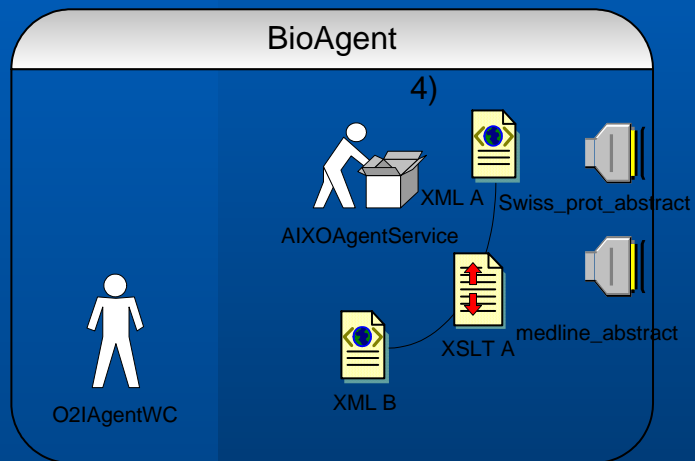 BioAgent
4)
XML A
Swiss_prot_abstract
AIXOAgentService
medline_abstract
XSLT A
XML B
O2IAgentWC